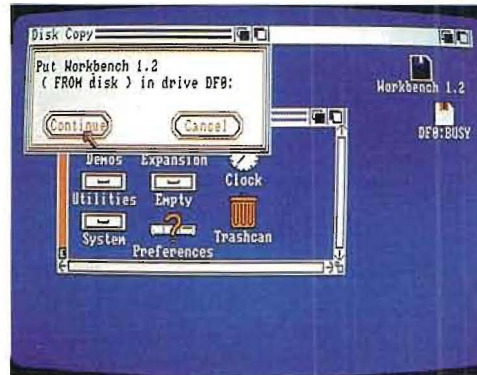 Disk Copy
Put Workbench 1.2
( FROM disk ) in drive DF0:
Continue
Cancel
Workbench 1.2
DF0:BUSY
Demos
Expansion
Clock
Utilities
Empty
System
Preferences
Trashcan